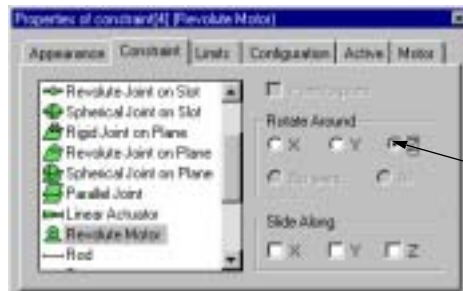 Properties of constraint[4] (Revolute Motor)
Appearance Constraint Limits Configuration Active Motor
Revolute Joint on Slot
Spherical Joint on Slot
Rigid Joint on Plane
Revolute Joint on Plane
Spherical Joint on Plane
Parallel Joint
Linear Actuator
Revolute Motor
Rod
Rotate Around
X Y Z
Slide Along
X Y Z